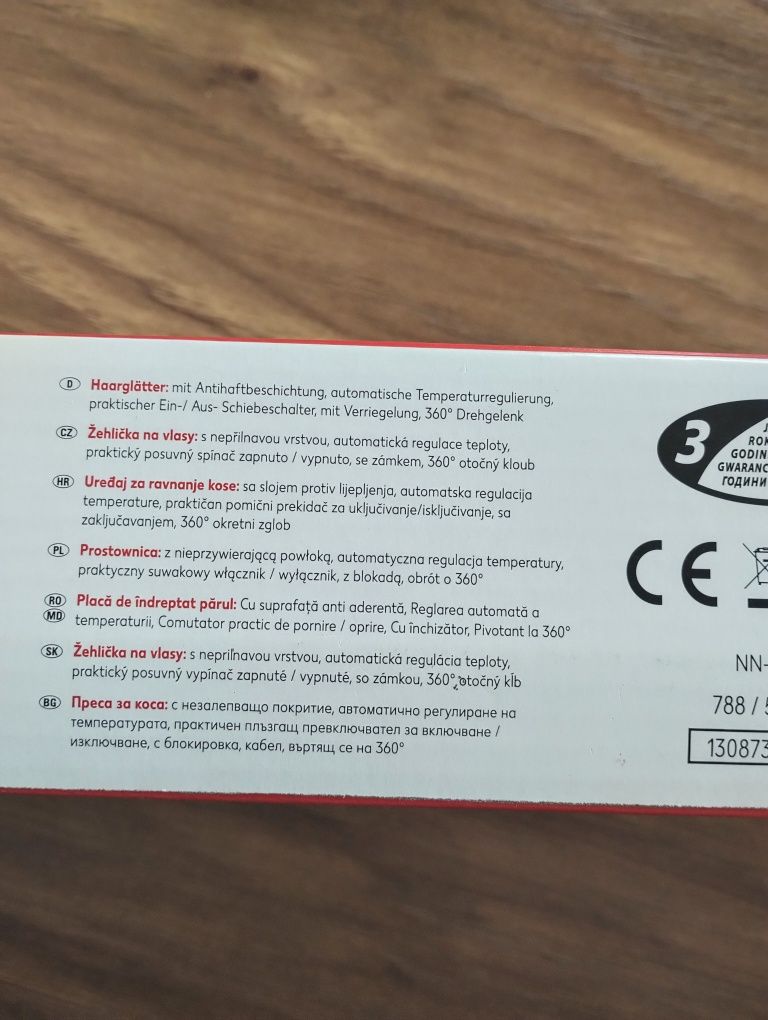 D Haarglätter: mit Antihaftbeschichtung, automatische Temperaturregulierung,
praktischer Ein-/ Aus- Schiebeschalter, mit Verriegelung, 360° Drehgelenk
CZ Žehlička na vlasy: s nepřilnavou vrstvou, automatická regulace teploty,
praktický posuvný spínač zapnuto / vypnuto, se zámkem, 360° otočný kloub
HR Uređaj za ravnanje kose: sa slojem protiv lijepljenja, automatska regulacija
temperature, praktičan pomični prekidač za uključivanje/isključivanje, sa
zaključavanjem, 360° okretni zglob
PL Prostownica: z nieprzywierającą powłoką, automatyczna regulacja temperatury,
praktyczny suwakowy włącznik / wyłącznik, z blokadą, obrót o 360°
RO Placă de îndreptat părul: Cu suprafață anti aderentă, Reglarea automată a
MD temperaturii, Comutator practic de pornire / oprire, Cu închizător, Pivotant la 360°
SK Žehlička na vlasy: s nepriľnavou vrstvou, automatická regulácia teploty,
praktický posuvný vypínač zapnuté / vypnuté, so zámkou, 360° otočný kĺb
BG Преса за коса: с незалепващо покритие, автоматично регулиране на
температурата, практичен плъзгащ превключвател за включване /
изключване, с блокировка, кабел, въртящ се на 360°
3
J
ROK
GODIN
GWARANC
ГОДИНИ
CE
NN-
788 /
130873